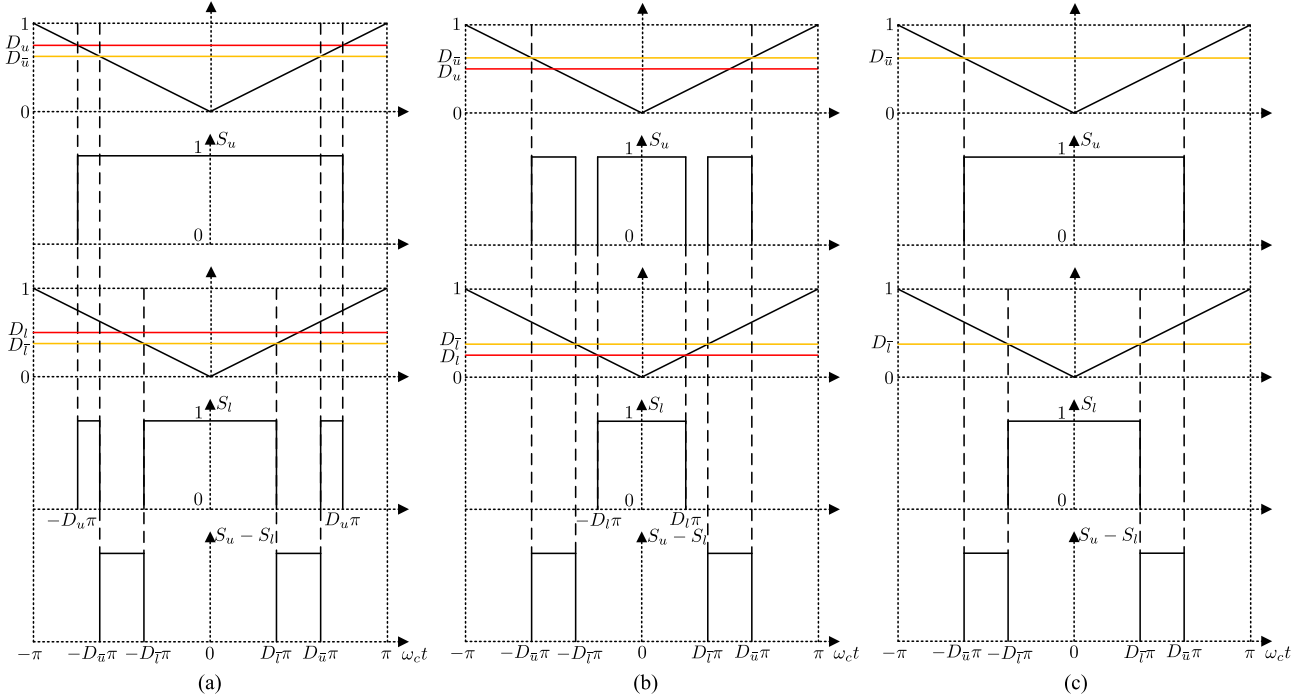 1
D_u
D_ū
0
1 S_u
0
1
D_l
D_l̄
0
1 S_l
0
-D_uπ D_uπ
S_u − S_l
-π -D_ūπ -D_l̄π 0 D_l̄π D_ūπ π ω_ct
(a)
1
D_ū
D_u
0
1 S_u
0
1
D_l̄
D_l
0
1 S_l
0
-D_lπ D_lπ
S_u − S_l
-π -D_ūπ -D_l̄π 0 D_l̄π D_ūπ π ω_ct
(b)
1
D_ū
0
1 S_u
0
1
D_l̄
0
1 S_l
0
S_u − S_l
-π -D_ūπ -D_l̄π 0 D_l̄π D_ūπ π ω_ct
(c)